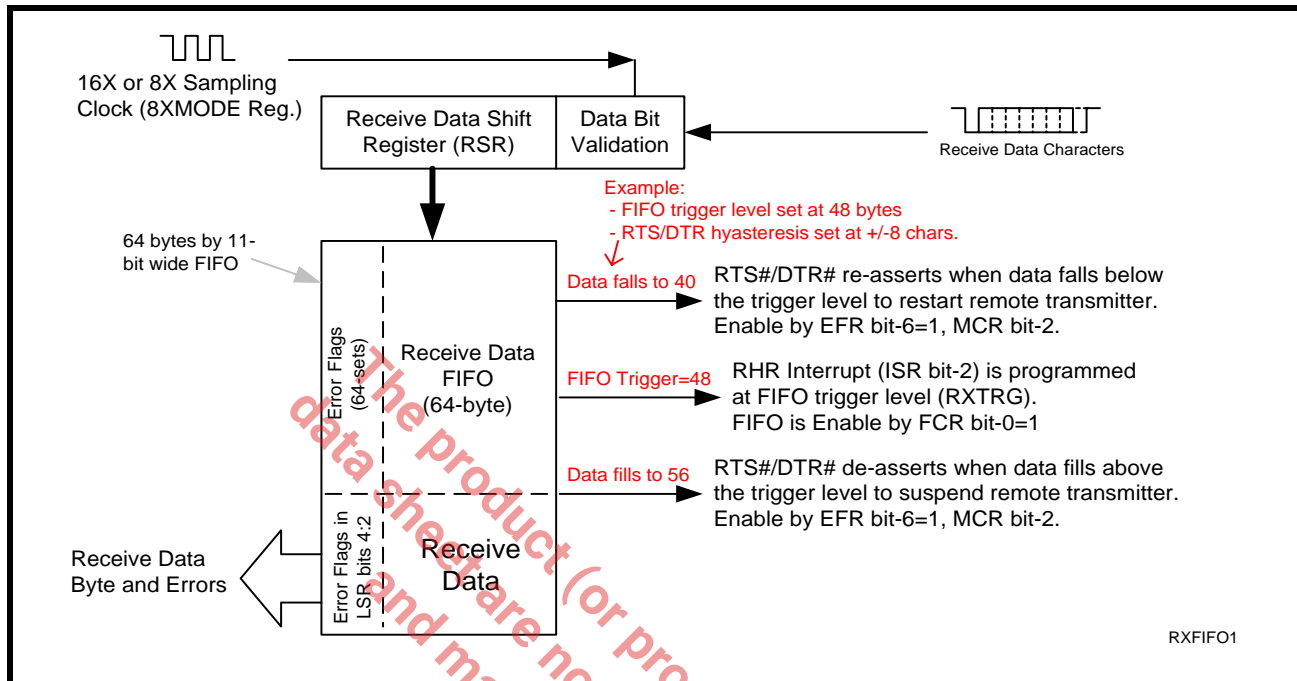 16X or 8X Sampling
Clock (8XMODE Reg.)
Receive Data Shift
Register (RSR)
Data Bit
Validation
Receive Data Characters
Example:
- FIFO trigger level set at 48 bytes
- RTS/DTR hyasteresis set at +/-8 chars.
64 bytes by 11-
bit wide FIFO
Data falls to 40
RTS#/DTR# re-asserts when data falls below
the trigger level to restart remote transmitter.
Enable by EFR bit-6=1, MCR bit-2.
Error Flags
(64-sets)
Receive Data
FIFO
(64-byte)
FIFO Trigger=48
RHR Interrupt (ISR bit-2) is programmed
at FIFO trigger level (RXTRG).
FIFO is Enable by FCR bit-0=1
Data fills to 56
RTS#/DTR# de-asserts when data fills above
the trigger level to suspend remote transmitter.
Enable by EFR bit-6=1, MCR bit-2.
Receive Data
Byte and Errors
Error Flags in
LSR bits 4:2
Receive
Data
RXFIFO1
The product (or pro
data sheet are no
and ma